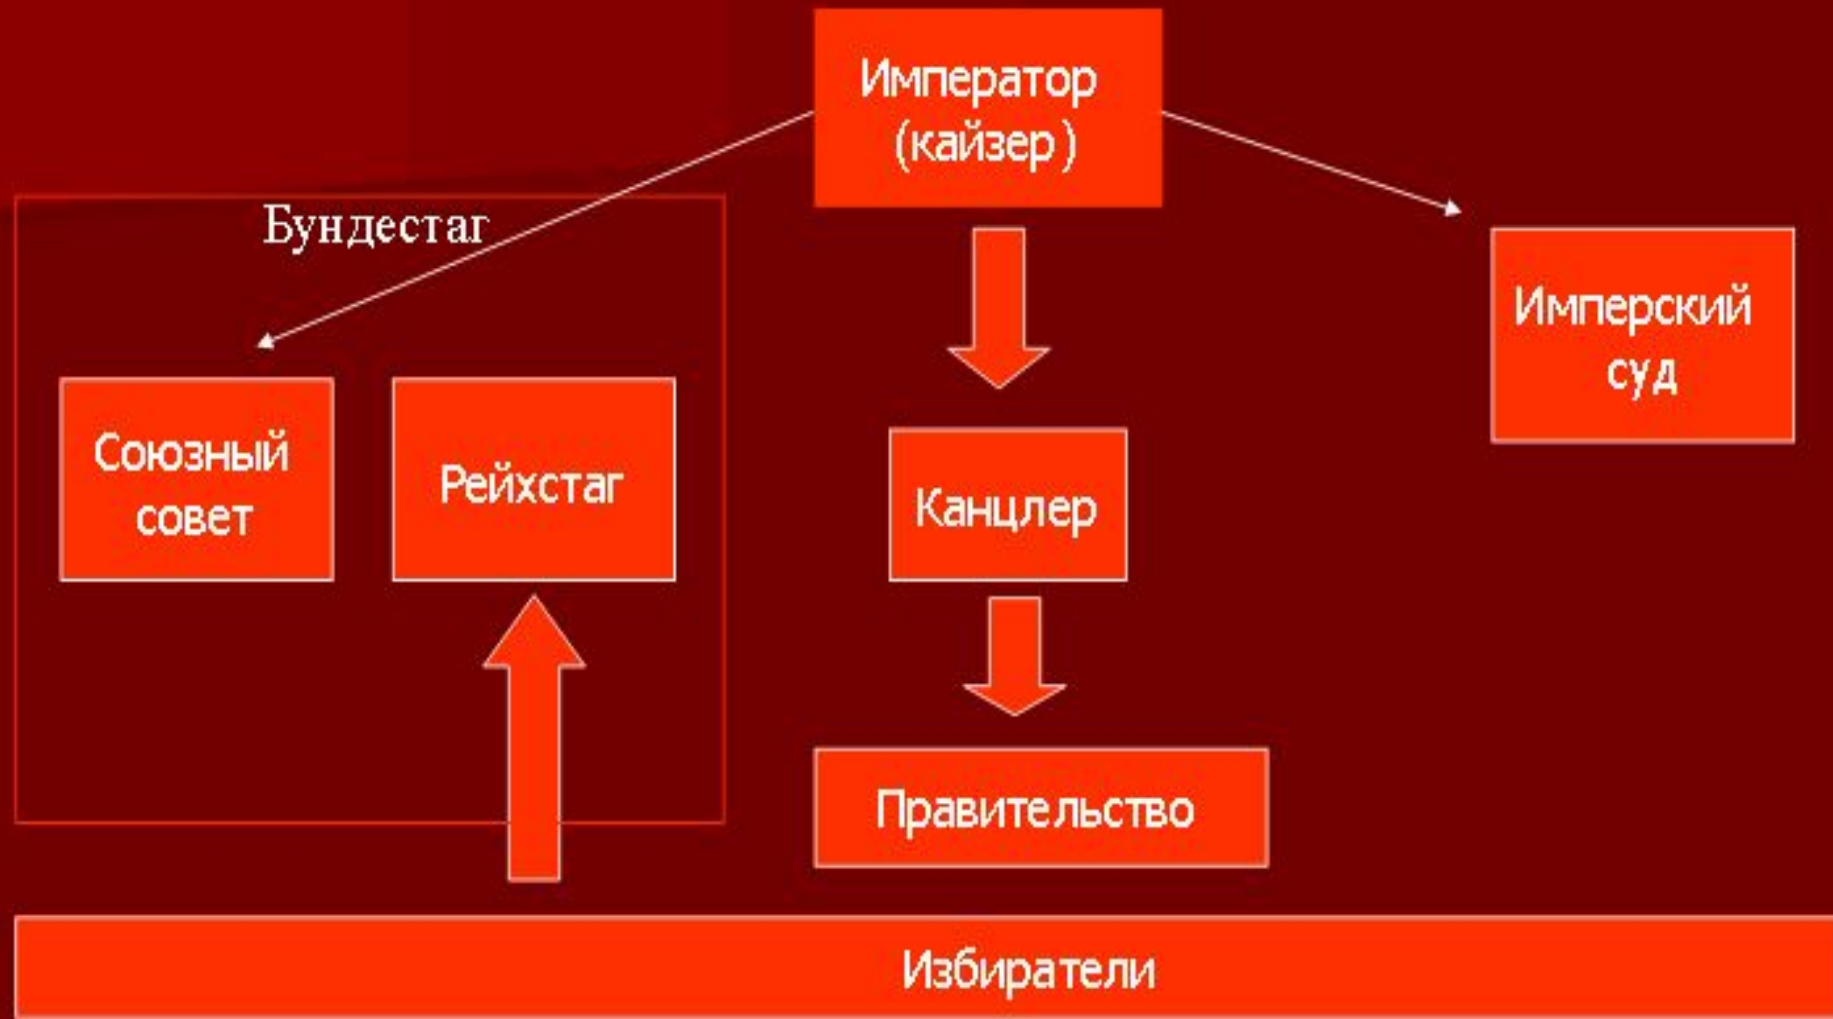 Император
(кайзер)
Бундестаг
Имперский
суд
Союзный
совет
Рейхстаг
Канцлер
Правительство
Избиратели